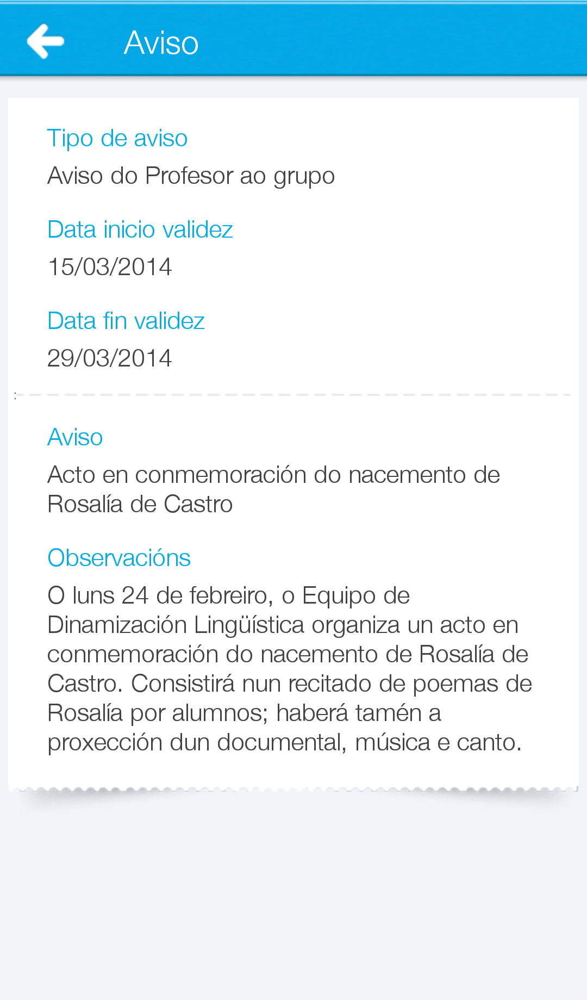 Aviso
Tipo de aviso
Aviso do Profesor ao grupo
Data inicio validez
15/03/2014
Data fin validez
29/03/2014
Aviso
Acto en conmemoración do nacemento de
Rosalía de Castro
Observacións
O luns 24 de febreiro, o Equipo de
Dinamización Lingüística organiza un acto en
conmemoración do nacemento de Rosalía de
Castro. Consistirá nun recitado de poemas de
Rosalía por alumnos; haberá tamén a
proxección dun documental, música e canto.